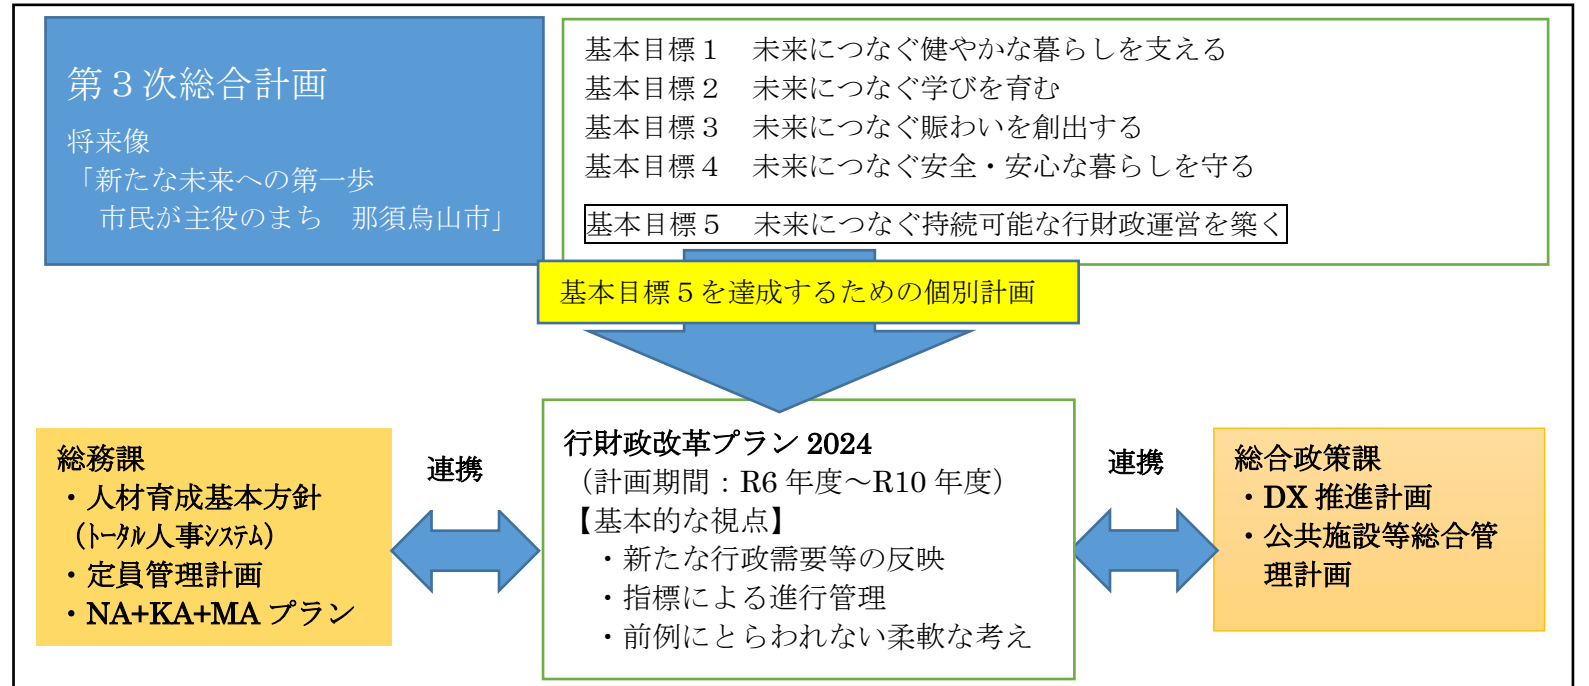 第３次総合計画
将来像
「新たな未来への第一歩
市民が主役のまち　那須烏山市」
基本目標１　未来につなぐ健やかな暮らしを支える
基本目標２　未来につなぐ学びを育む
基本目標３　未来につなぐ賑わいを創出する
基本目標４　未来につなぐ安全・安心な暮らしを守る
基本目標５　未来につなぐ持続可能な行財政運営を築く
基本目標５を達成するための個別計画
総務課
・人材育成基本方針
（ﾄｰﾀﾙ人事ｼｽﾃﾑ）
・定員管理計画
・NA+KA+MA プラン
連携
行財政改革プラン 2024
（計画期間：R6 年度～R10 年度）
【基本的な視点】
・新たな行政需要等の反映
・指標による進行管理
・前例にとらわれない柔軟な考え
連携
総合政策課
・DX 推進計画
・公共施設等総合管
理計画